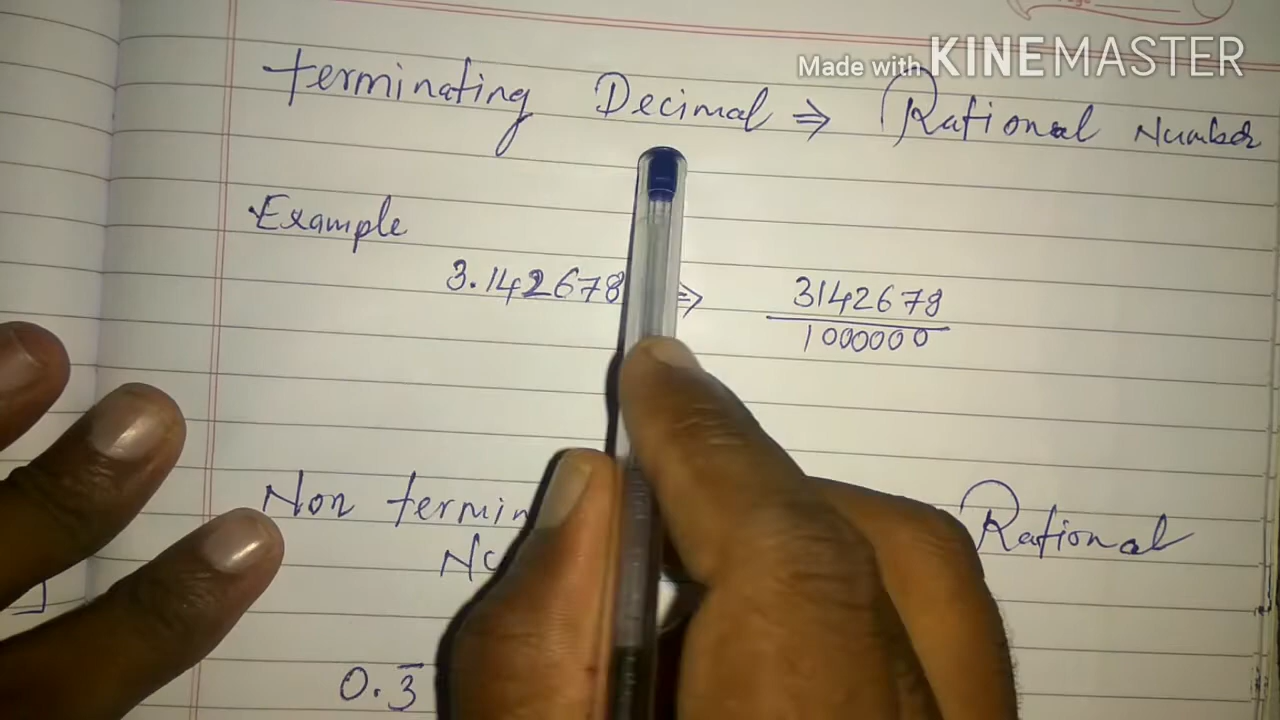 Made with KINEMASTER
Terminating Decimal ⇒ Rational Number
Example
3.142678 ⇒ 3142678
1000000
Non termin Rational
0.3̅